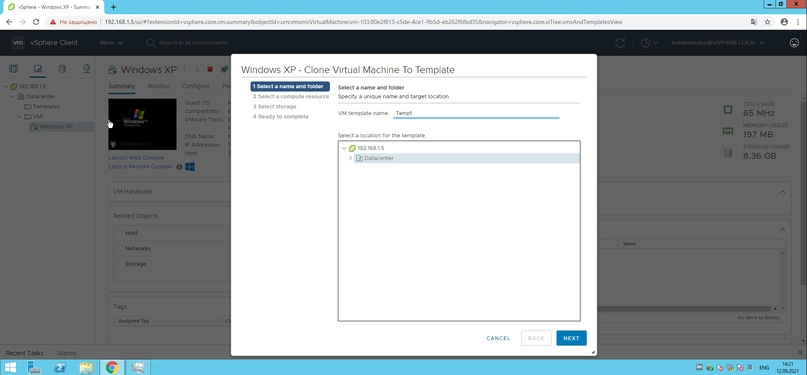 vSphere - Windows XP - Summa
Не защищено
192.168.1.5/ui/#?extensionId=vsphere.core.vm.summary&objectId=urn:vmomi:VirtualMachine:vm-103:80e2f813-c5de-4ce1-9b5d-eb262f6fbd35&navigator=vsphere.core.viTree.vmsAndTemplatesView
vm vSphere Client
Menu
Search in all environments
Administrator@VSPHERE.LOCAL
192.168.1.5
Datacenter
Templates
VM1
Windows XP
Windows XP
Summary Monitor Configure
Guest OS
Compatibility
VMware Tools
DNS Name
IP Address
Host
Launch Web Console
Launch Remote Console
CPU USAGE
65 MHZ
MEMORY USAGE
197 MB
STORAGE USAGE
8.36 GB
VM Hardware
Related Objects
Host
Networks
Storage
Tags
Assigned Tag
Value
No items to display
Windows XP - Clone Virtual Machine To Template
1 Select a name and folder
2 Select a compute resource
3 Select storage
4 Ready to complete
Select a name and folder
Specify a unique name and target location
VM template name: Templ
Select a location for the template.
192.168.1.5
Datacenter
CANCEL BACK NEXT
Recent Tasks Alarms
14:21
12.09.2021